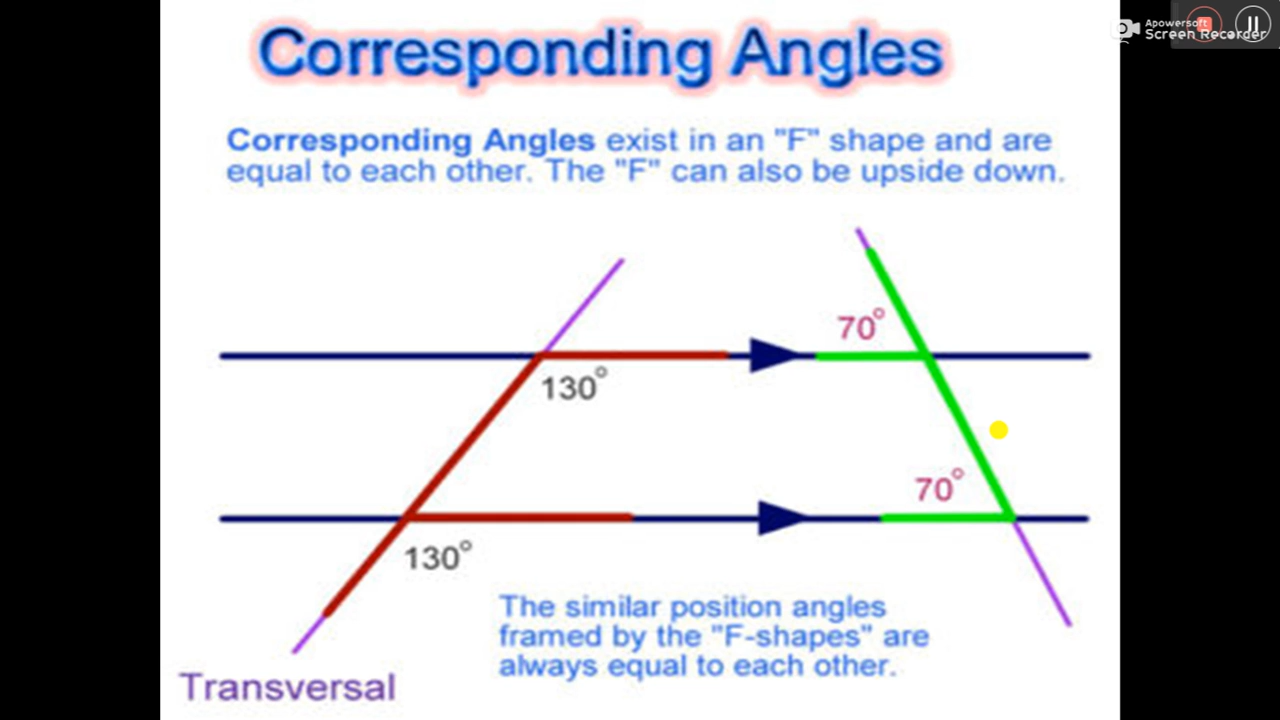 Corresponding Angles
Apowersoft
Screen Recorder
Corresponding Angles exist in an "F" shape and are
equal to each other. The "F" can also be upside down.
70°
130°
70°
130°
The similar position angles
framed by the "F-shapes" are
always equal to each other.
Transversal